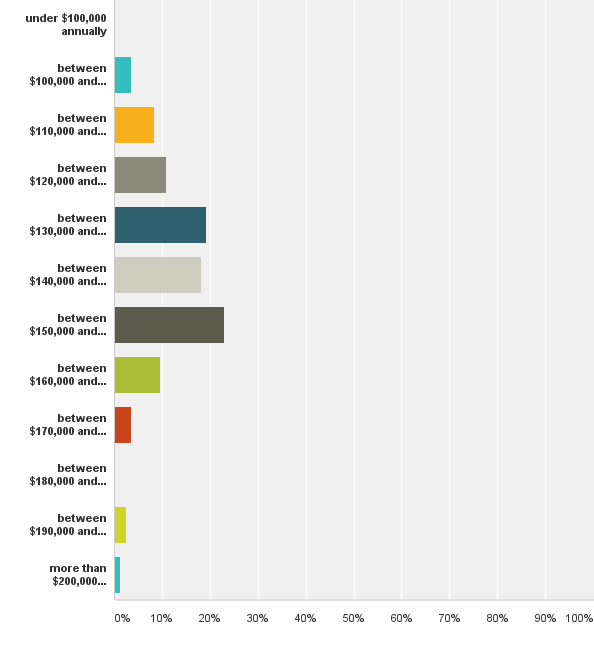 under $100,000
annually
between
$100,000 and...
between
$110,000 and...
between
$120,000 and...
between
$130,000 and...
between
$140,000 and...
between
$150,000 and...
between
$160,000 and...
between
$170,000 and...
between
$180,000 and...
between
$190,000 and...
more than
$200,000...
0% 10% 20% 30% 40% 50% 60% 70% 80% 90% 100%